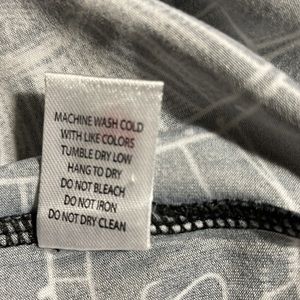 MACHINE WASH COLD
WITH LIKE COLORS
TUMBLE DRY LOW
HANG TO DRY
DO NOT BLEACH
DO NOT IRON
DO NOT DRY CLEAN